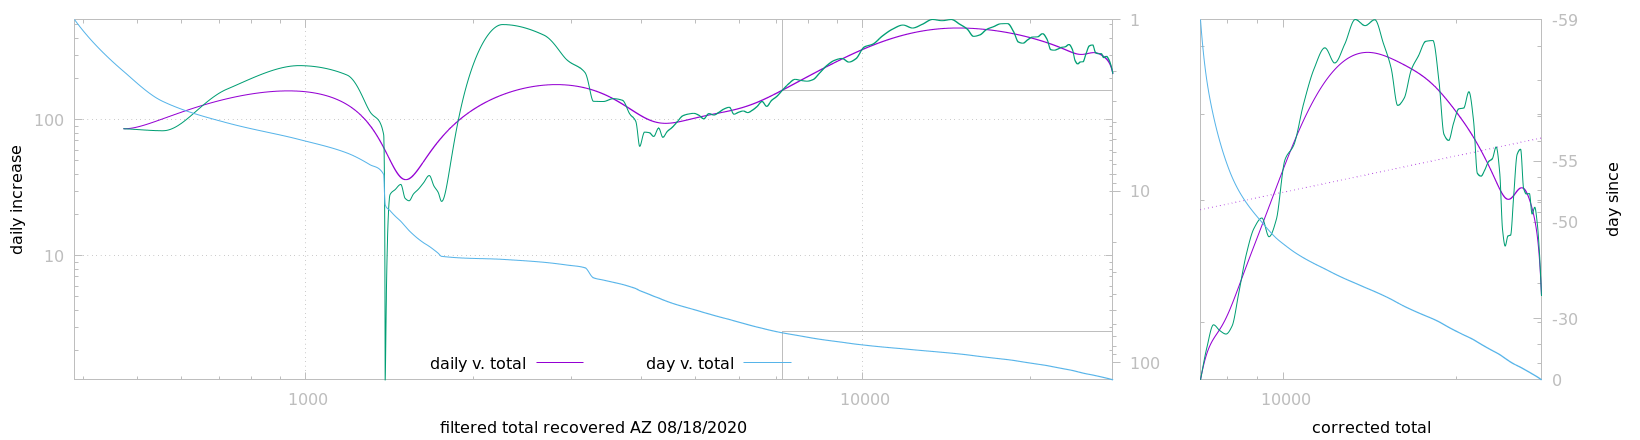 daily increase
100
10
1000
10000
1
10
100
daily v. total
day v. total
filtered total recovered AZ 08/18/2020
-59
-55
-50
-30
0
day since
10000
corrected total